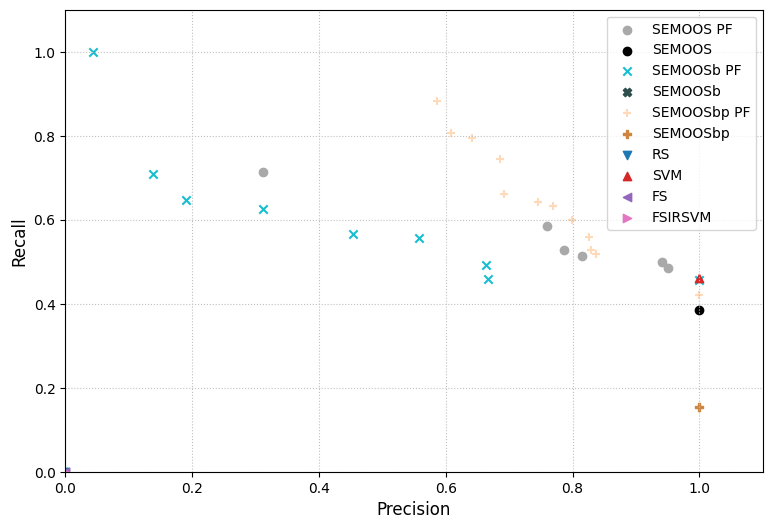 1.0
0.8
0.6
0.4
0.2
0.0
Recall
0.0 0.2 0.4 0.6 0.8 1.0
Precision
SEMOOS PF
SEMOOS
SEMOOSb PF
SEMOOSb
SEMOOSbp PF
SEMOOSbp
RS
SVM
FS
FSIRSVM